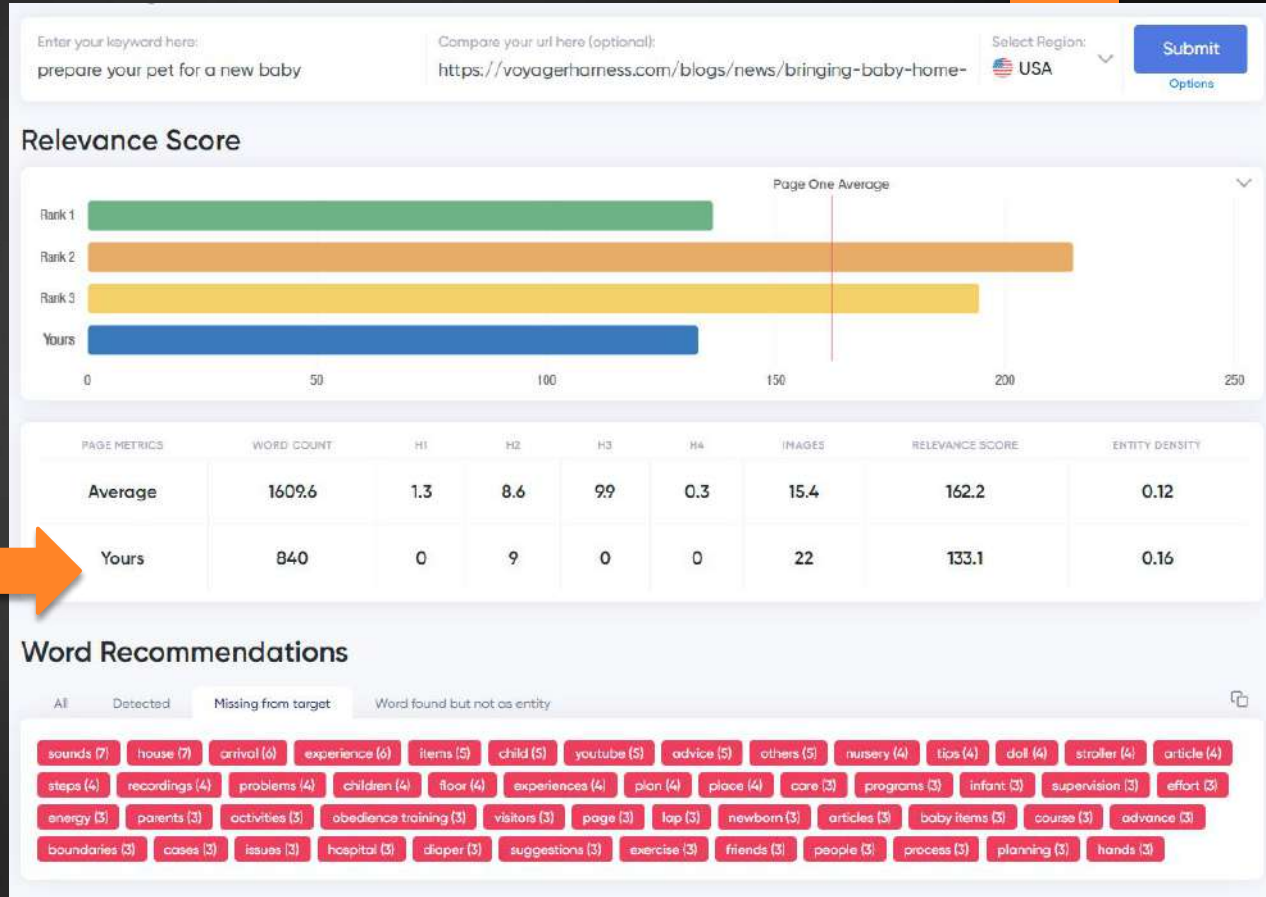 Enter your keyword here: Compare your url here (optional): Select Region:
prepare your pet for a new baby https://voyagerharness.com/blogs/news/bringing-baby-home- USA Submit
Options
Relevance Score
Page One Average
Rank 1
Rank 2
Rank 3
Yours
0 50 100 150 200 250
PAGE METRICS WORD COUNT H1 H2 H3 H4 IMAGES RELEVANCE SCORE ENTITY DENSITY
Average 1609.6 1.3 8.6 9.9 0.3 15.4 162.2 0.12
Yours 840 0 9 0 0 22 133.1 0.16
Word Recommendations
All Detected Missing from target Word found but not as entity
sounds (7) house (7) arrival (6) experience (6) items (5) child (5) youtube (5) advice (5) others (5) nursery (4) tips (4) doll (4) stroller (4) article (4)
steps (4) recordings (4) problems (4) children (4) floor (4) experiences (4) plan (4) place (4) care (3) programs (3) infant (3) supervision (3) effort (3)
energy (3) parents (3) activities (3) obedience training (3) visitors (3) page (3) lap (3) newborn (3) articles (3) baby items (3) course (3) advance (3)
boundaries (3) cases (3) issues (3) hospital (3) diaper (3) suggestions (3) exercise (3) friends (3) people (3) process (3) planning (3) hands (3)